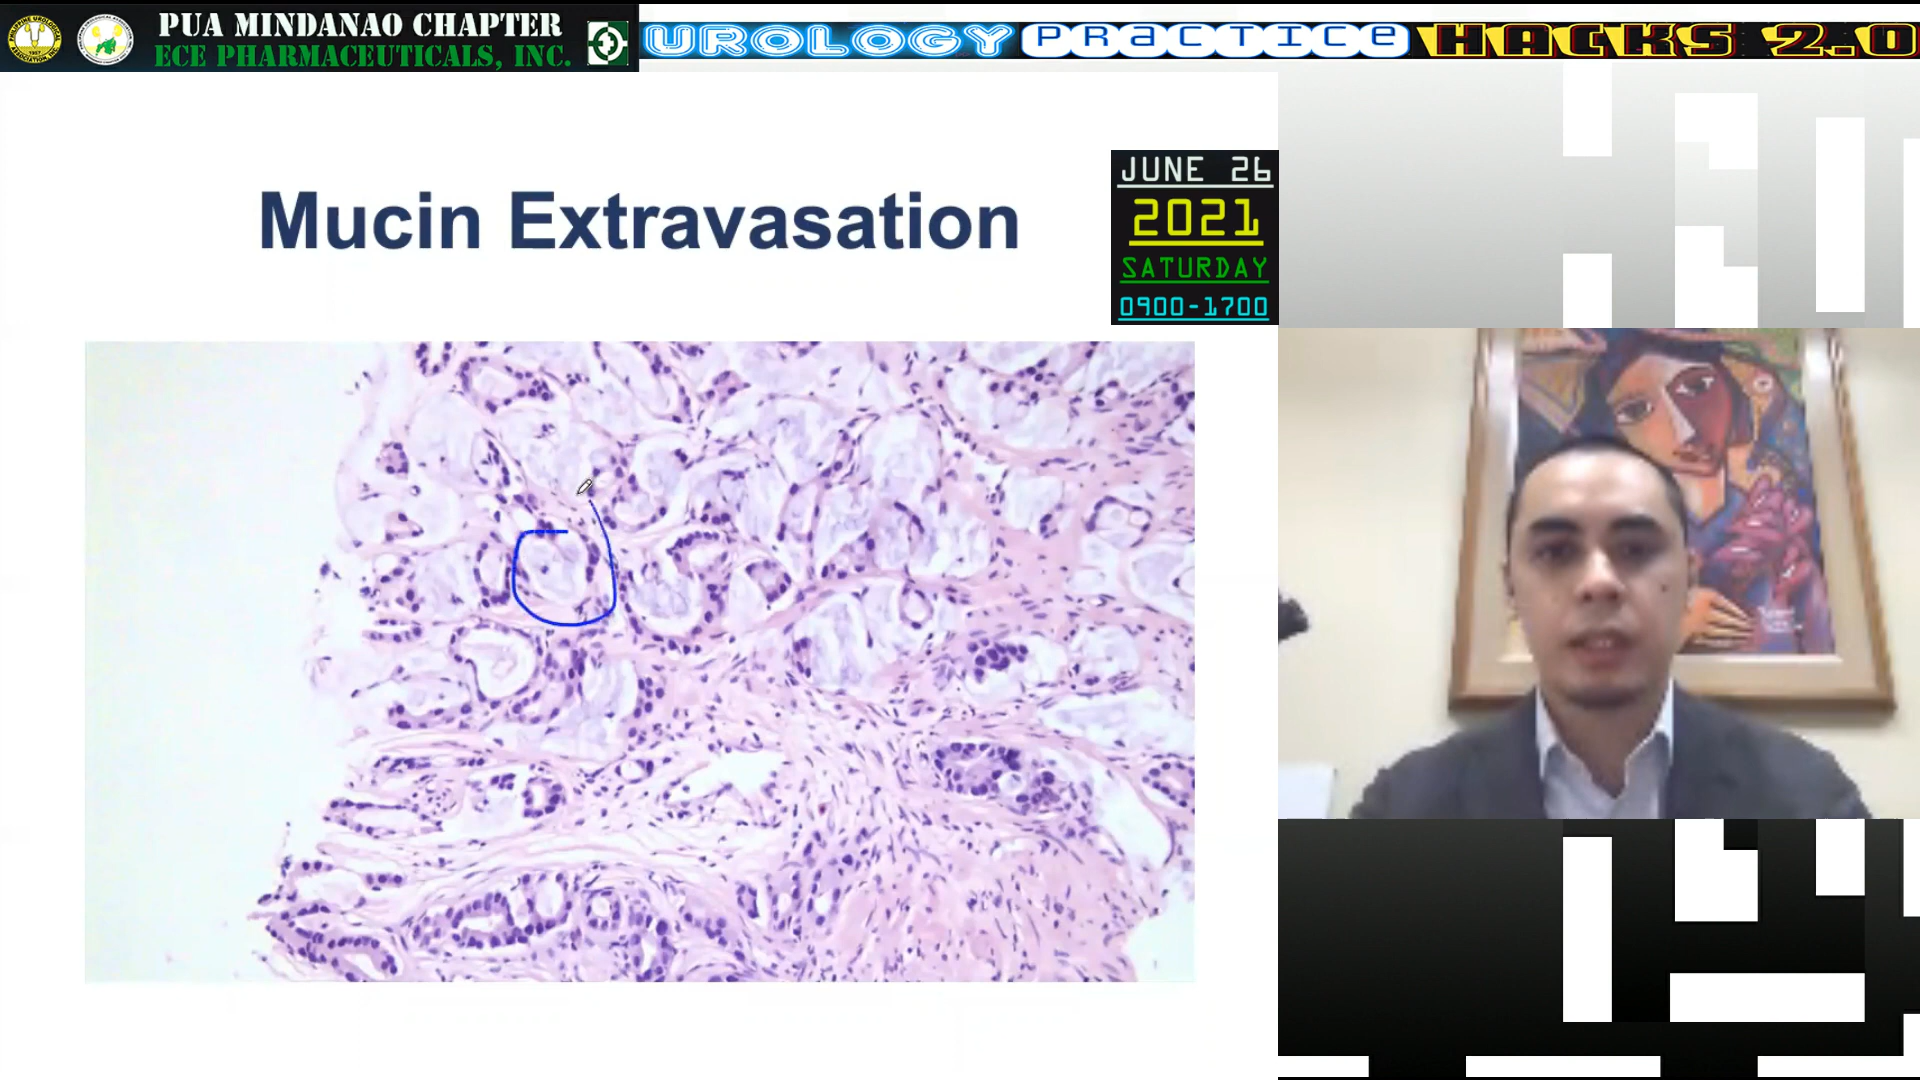 PUA MINDANAO CHAPTER
ECE PHARMACEUTICALS, INC.
UROLOGY PRACTICE HACKS 2.0
JUNE 26
2021
SATURDAY
0900-1700
Mucin Extravasation